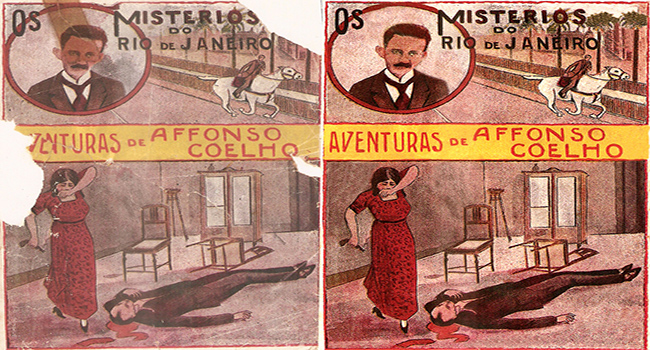 OS MISTERIOS
DO
RIO DE JANEIRO
AVENTURAS DE AFFONSO
COELHO
OS MISTERIOS
DO
RIO DE JANEIRO
AVENTURAS DE AFFONSO
COELHO